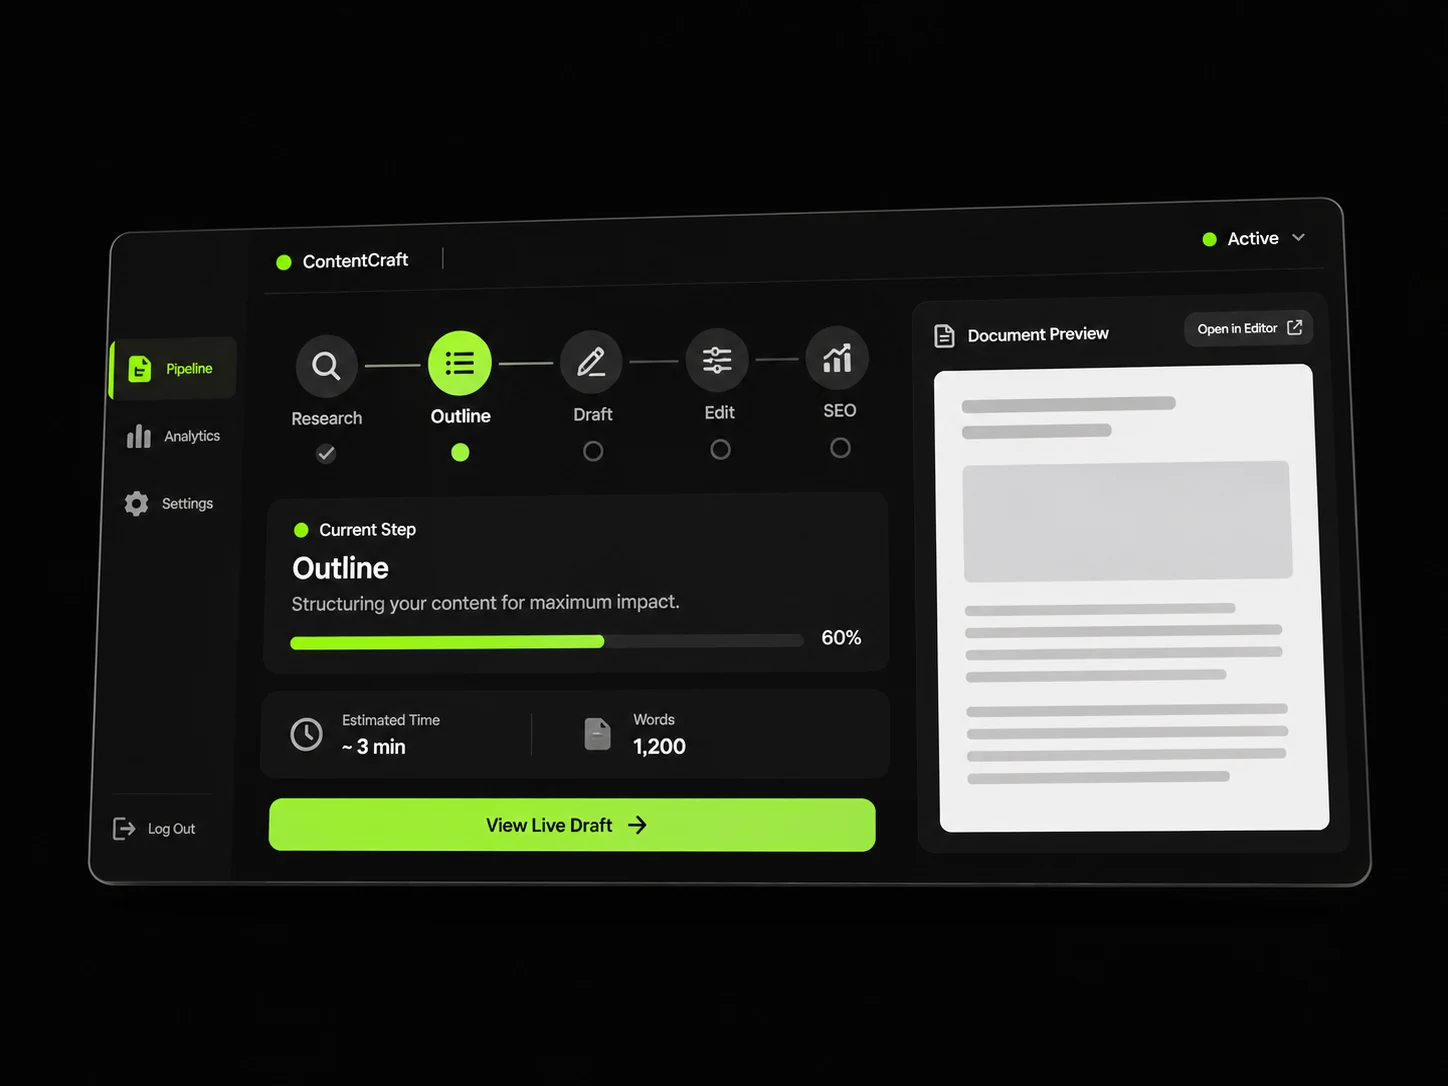 ContentCraft
Active
Pipeline
Analytics
Settings
Log Out
Research
Outline
Draft
Edit
SEO
Current Step
Outline
Structuring your content for maximum impact.
60%
Estimated Time
~ 3 min
Words
1,200
View Live Draft
Document Preview
Open in Editor